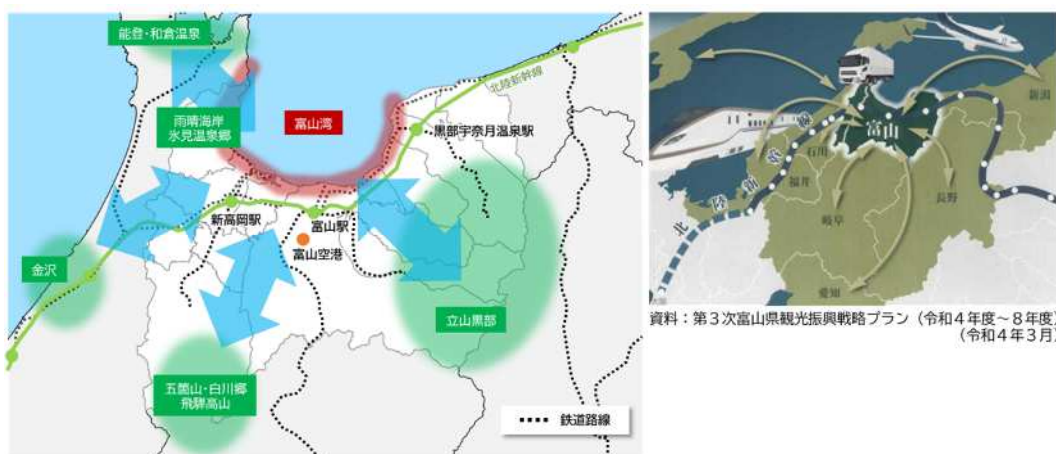 能登・和倉温泉
北陸新幹線
雨晴海岸
氷見温泉郷
富山湾
黒部宇奈月温泉駅
新高岡駅
富山駅
富山空港
金沢
立山黒部
五箇山・白川郷
飛騨高山
鉄道路線
新潟
富山
石川
福井
長野
岐阜
愛知
北陸新幹線
資料：第3次富山県観光振興戦略プラン（令和4年度～8年度）
（令和4年3月）